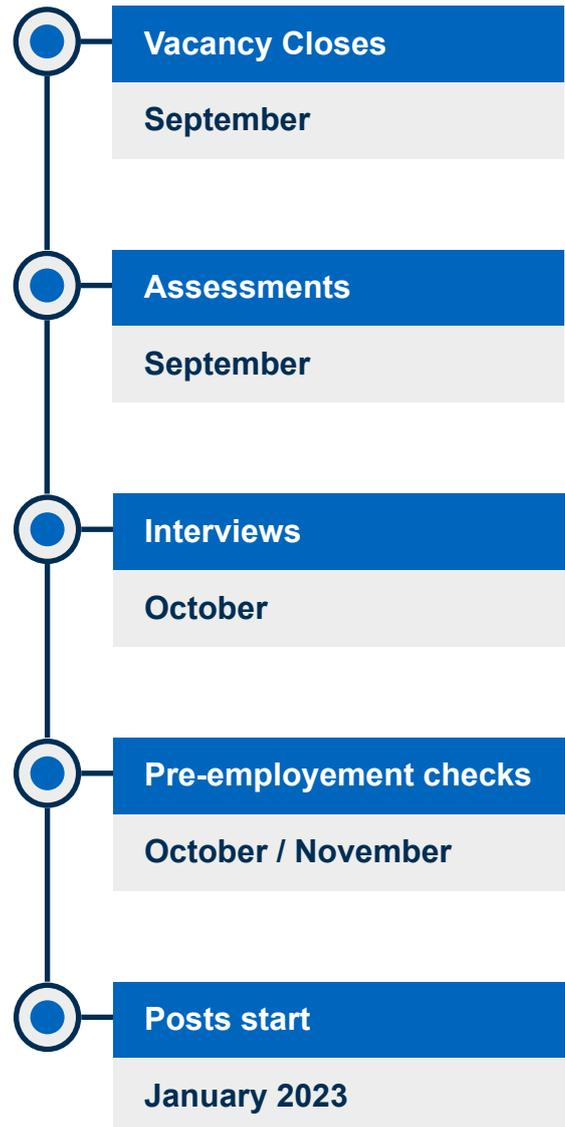 Vacancy Closes
September
Assessments
September
Interviews
October
Pre-employement checks
October / November
Posts start
January 2023